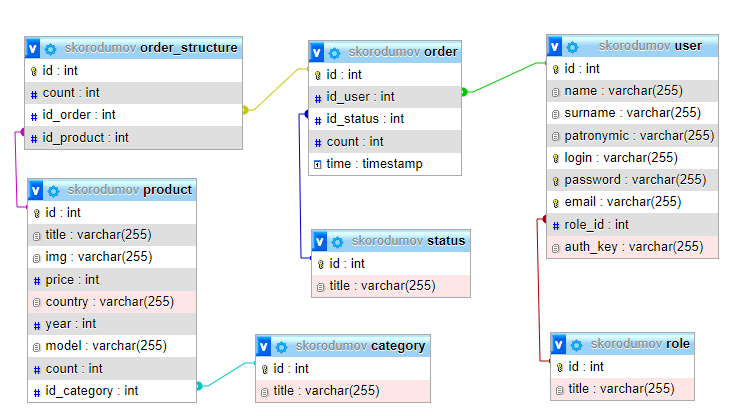 v skorodumov order_structure
id : int
# count : int
# id_order : int
# id_product : int
v skorodumov order
id : int
# id_user : int
# id_status : int
# count : int
time : timestamp
v skorodumov user
id : int
name : varchar(255)
surname : varchar(255)
patronymic : varchar(255)
login : varchar(255)
password : varchar(255)
email : varchar(255)
# role_id : int
auth_key : varchar(255)
v skorodumov product
id : int
title : varchar(255)
img : varchar(255)
# price : int
country : varchar(255)
# year : int
model : varchar(255)
# count : int
# id_category : int
v skorodumov status
id : int
title : varchar(255)
v skorodumov category
id : int
title : varchar(255)
v skorodumov role
id : int
title : varchar(255)